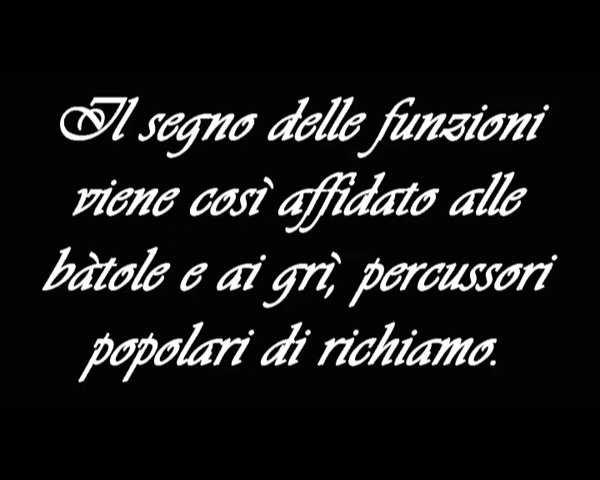 Il segno delle funzioni
viene così affidato alle
bàtole e ai grì, percussori
popolari di richiamo.